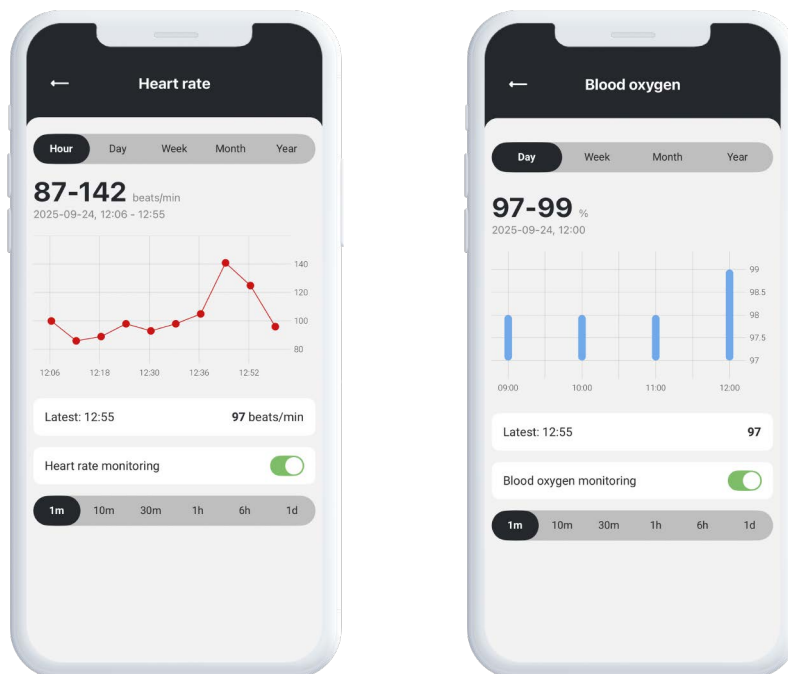 Heart rate
Hour Day Week Month Year
87-142 beats/min
2025-09-24, 12:06 - 12:55
140
120
100
80
12:06 12:18 12:30 12:36 12:52
Latest: 12:55 97 beats/min
Heart rate monitoring
1m 10m 30m 1h 6h 1d
Blood oxygen
Day Week Month Year
97-99 %
2025-09-24, 12:00
99
98.5
98
97.5
97
09:00 10:00 11:00 12:00
Latest: 12:55 97
Blood oxygen monitoring
1m 10m 30m 1h 6h 1d